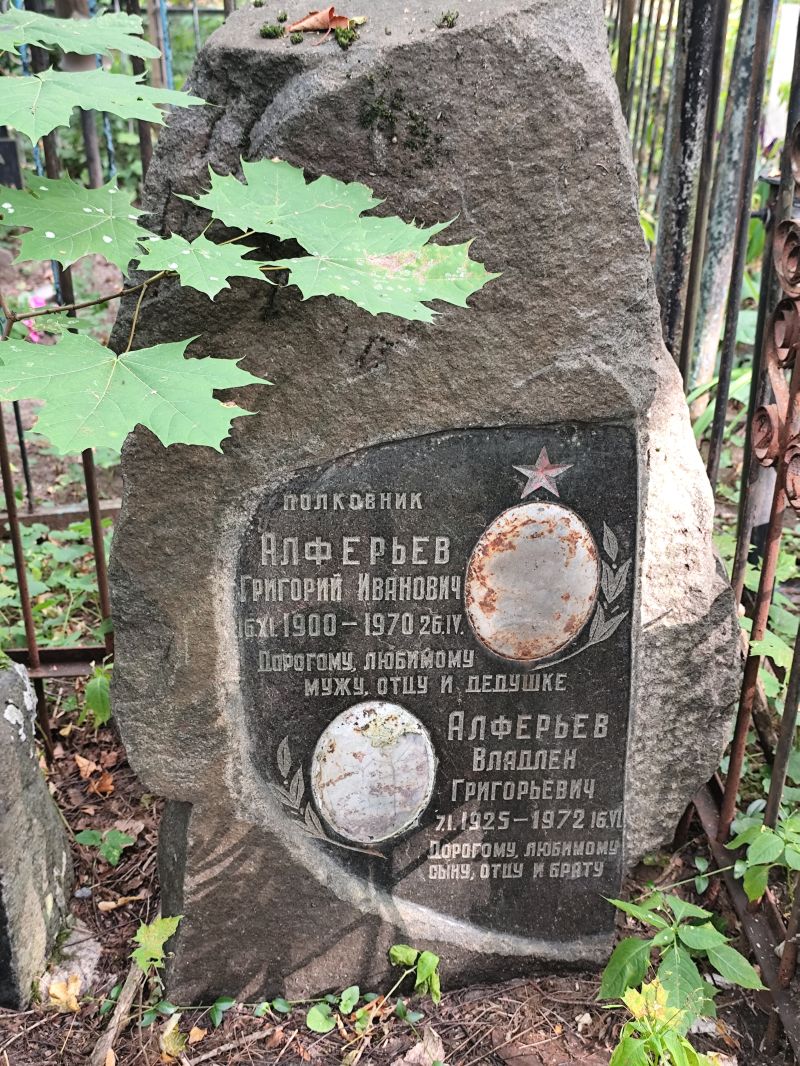 ПОЛКОВНИК
АЛФЕРЬЕВ
ГРИГОРИЙ ИВАНОВИЧ
16.XI.1900 – 1970 26.IV.
ДОРОГОМУ, ЛЮБИМОМУ
МУЖУ, ОТЦУ И ДЕДУШКЕ
АЛФЕРЬЕВ
ВЛАДЛЕН
ГРИГОРЬЕВИЧ
7.I.1925 – 1972 16.VI.
ДОРОГОМУ, ЛЮБИМОМУ
СЫНУ, ОТЦУ И БРАТУ